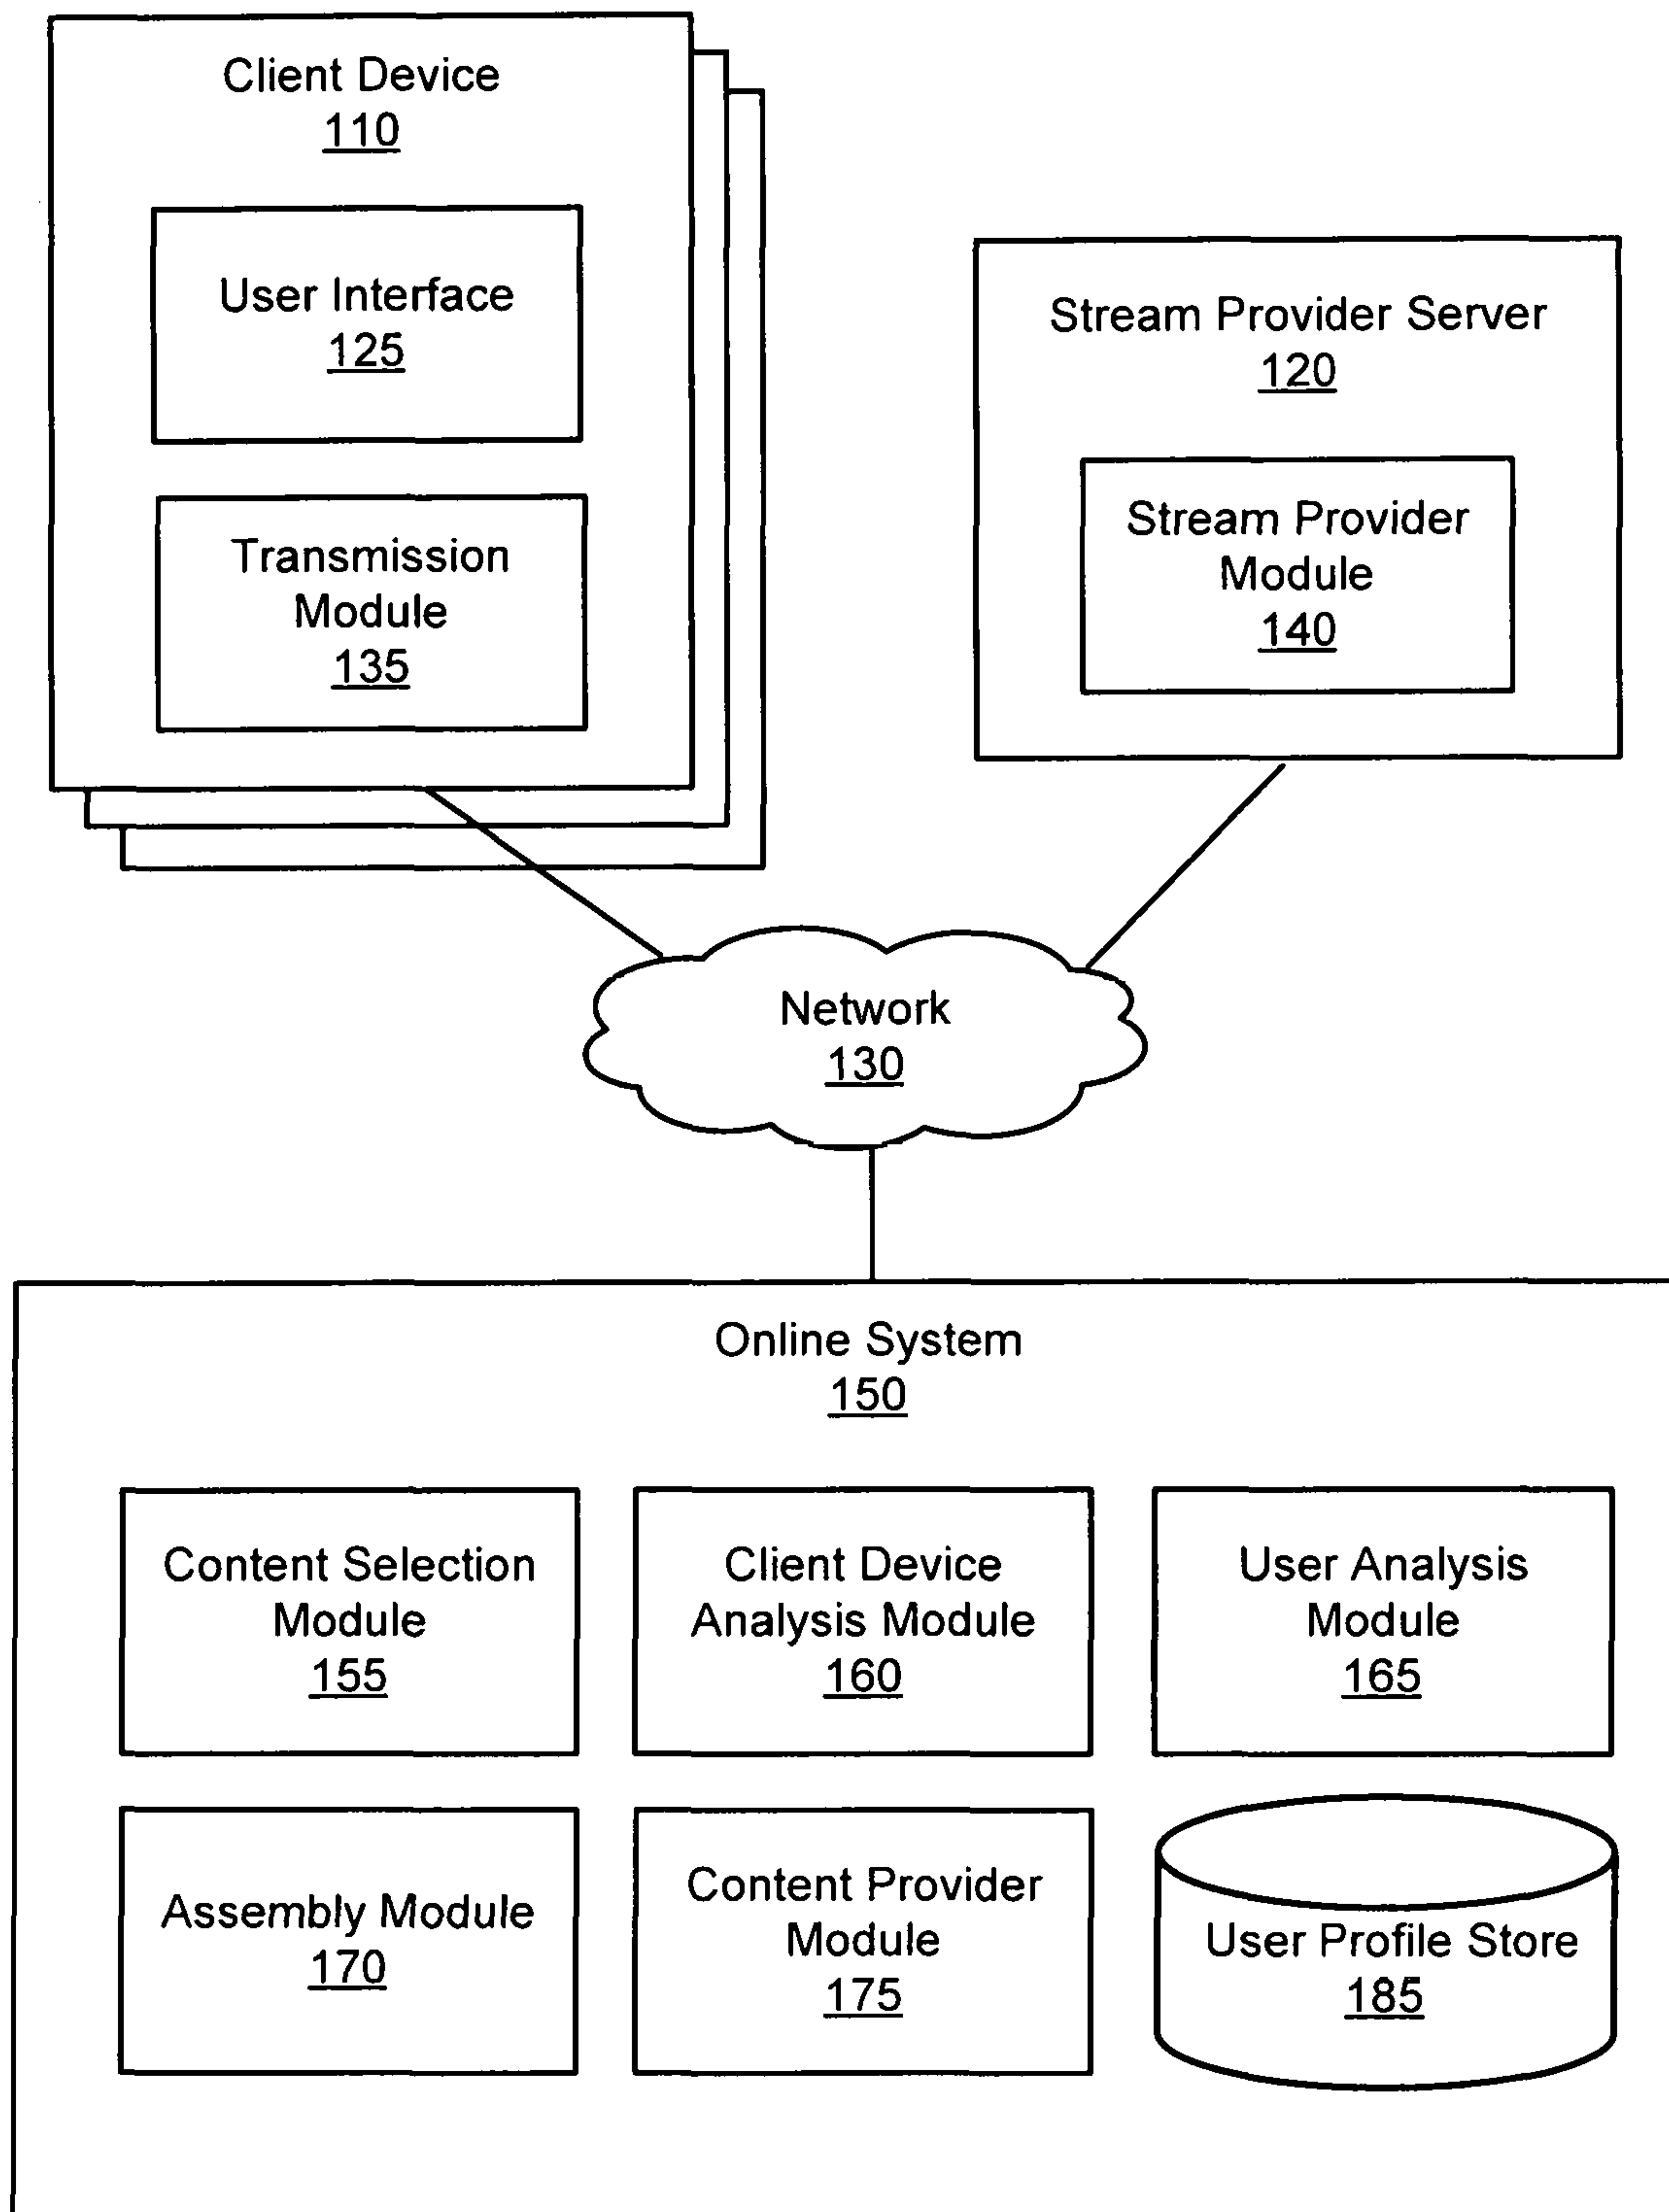 Client Device
110
User Interface
125
Transmission
Module
135
Stream Provider Server
120
Stream Provider
Module
140
Network
130
Online System
150
Content Selection
Module
155
Client Device
Analysis Module
160
User Analysis
Module
165
Assembly Module
170
Content Provider
Module
175
User Profile Store
185